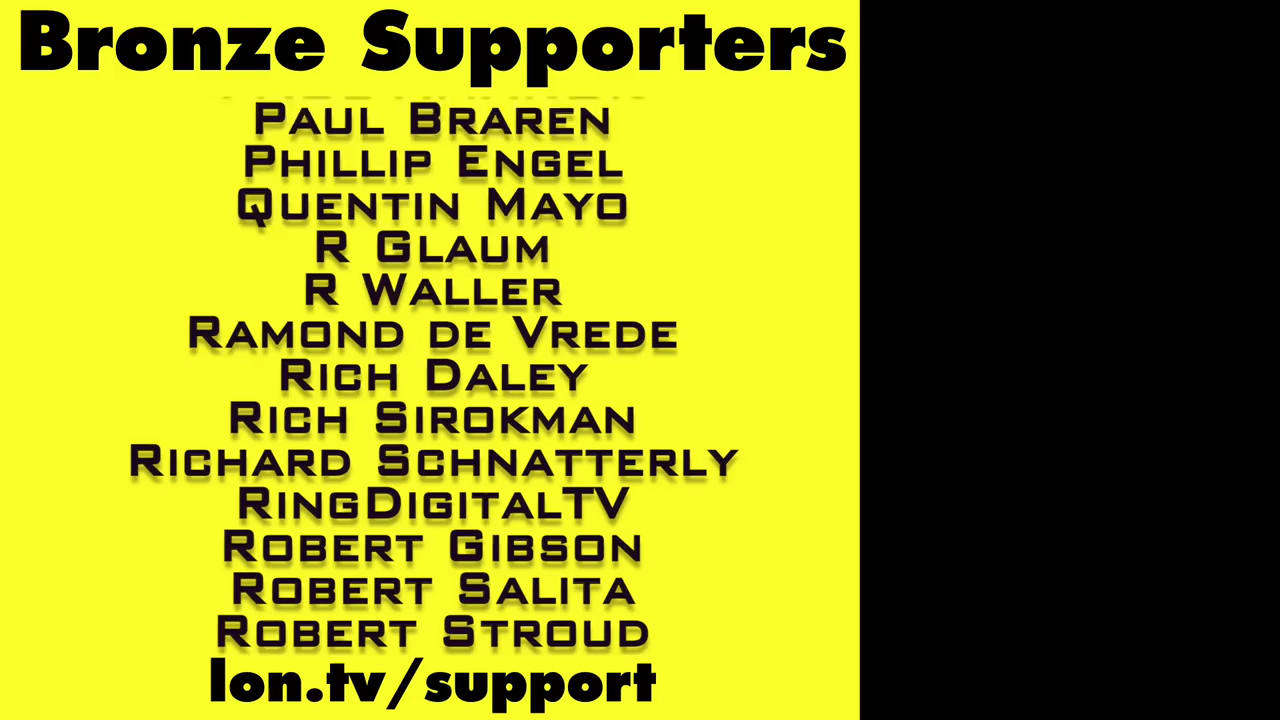 Bronze Supporters
Paul Braren
Phillip Engel
Quentin Mayo
R Glaum
R Waller
Ramond de Vrede
Rich Daley
Rich Sirokman
Richard Schnatterly
RingDigitalTV
Robert Gibson
Robert Salita
Robert Stroud
lon.tv/support